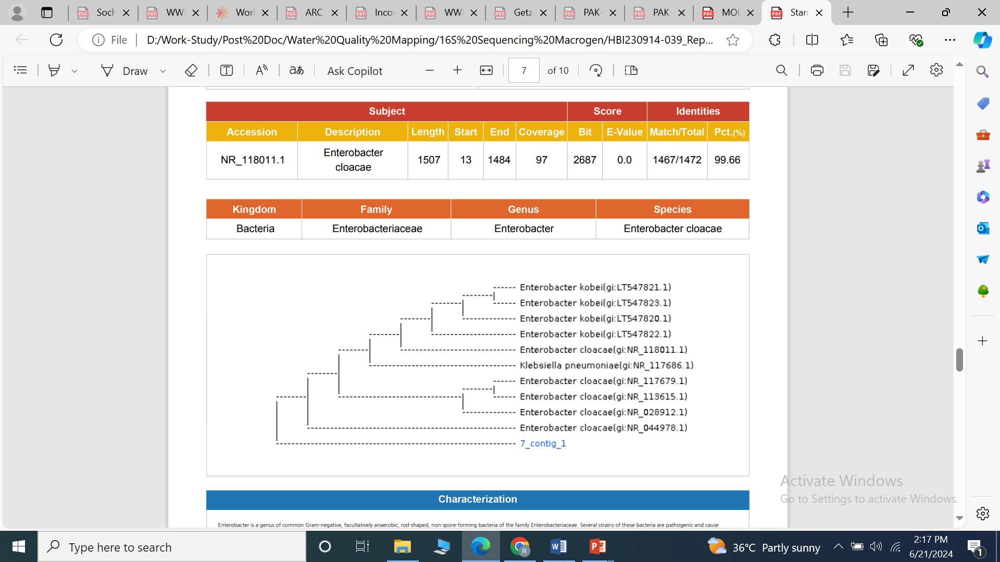 Soch
WW
Worl
ARC
Inco
WW
Getz
PAK-
PAK-
MOU
Stan
File
D:/Work-Study/Post%20Doc/Water%20Quality%20Mapping/16S%20Sequencing%20Macrogen/HBI230914-039_Rep...
Draw
Ask Copilot
7
of 10
Subject Score Identities
Accession Description Length Start End Coverage Bit E-Value Match/Total Pct.(%)
NR_118011.1 Enterobacter cloacae 1507 13 1484 97 2687 0.0 1467/1472 99.66
Kingdom Family Genus Species
Bacteria Enterobacteriaceae Enterobacter Enterobacter cloacae
Enterobacter kobei(gi:LT547821.1)
Enterobacter kobei(gi:LT547823.1)
Enterobacter kobei(gi:LT547820.1)
Enterobacter kobei(gi:LT547822.1)
Enterobacter cloacae(gi:NR_118011.1)
Klebsiella pneumoniae(gi:NR_117686.1)
Enterobacter cloacae(gi:NR_117679.1)
Enterobacter cloacae(gi:NR_113615.1)
Enterobacter cloacae(gi:NR_028912.1)
Enterobacter cloacae(gi:NR_044978.1)
7_contig_1
Characterization
Enterobacter is a genus of common Gram-negative, facultatively anaerobic, rod-shaped, non-spore-forming bacteria of the family Enterobacteriaceae. Several strains of these bacteria are pathogenic and cause
Activate Windows
Go to Settings to activate Windows.
Type here to search
36°C Partly sunny
2:17 PM
6/21/2024
1